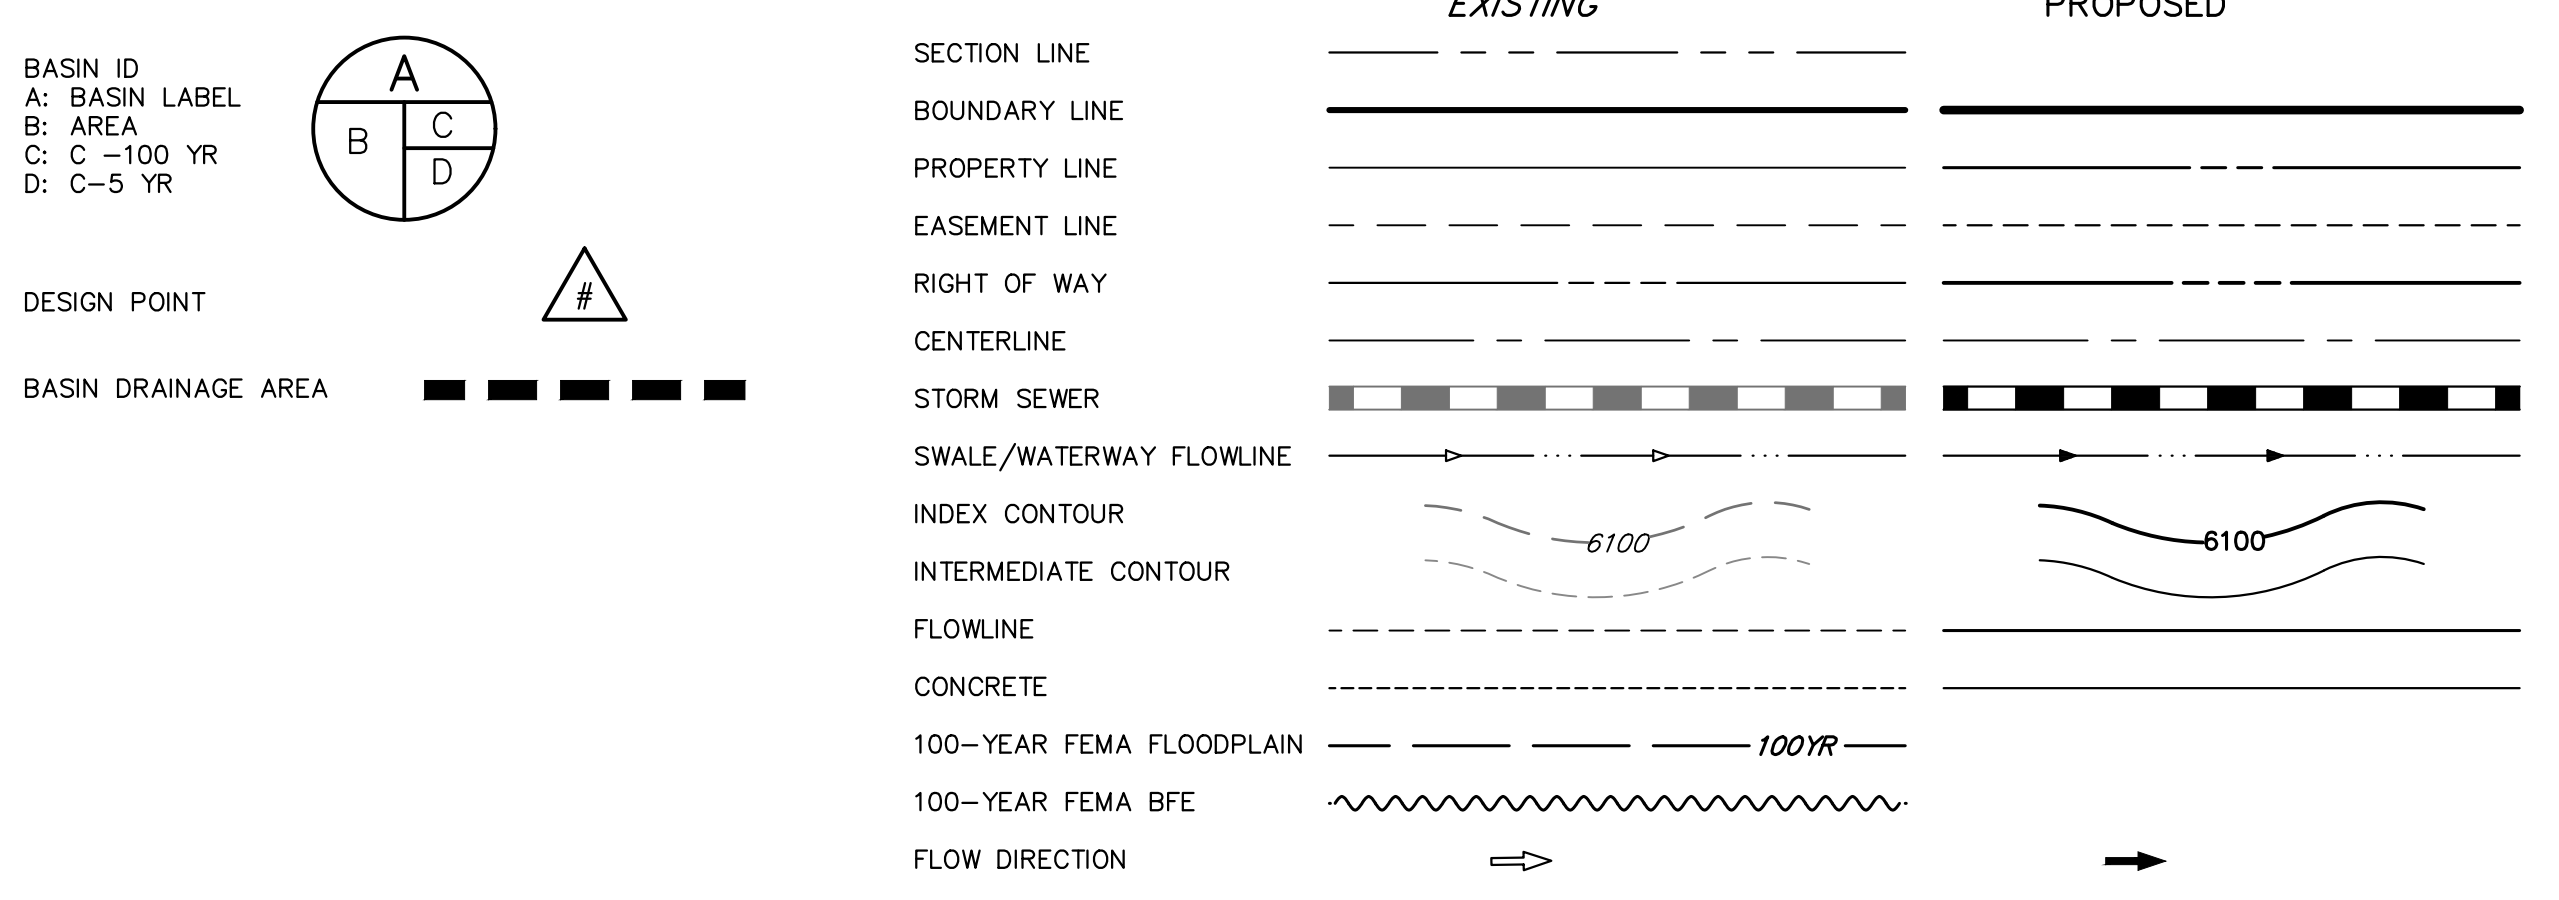 BASIN ID
A: BASIN LABEL
B: AREA
C: C -100 YR
D: C-5 YR
A
B
C
D
DESIGN POINT
#
BASIN DRAINAGE AREA
EXISTING
PROPOSED
SECTION LINE
BOUNDARY LINE
PROPERTY LINE
EASEMENT LINE
RIGHT OF WAY
CENTERLINE
STORM SEWER
SWALE/WATERWAY FLOWLINE
INDEX CONTOUR
6100
6100
INTERMEDIATE CONTOUR
FLOWLINE
CONCRETE
100-YEAR FEMA FLOODPLAIN
100YR
100-YEAR FEMA BFE
FLOW DIRECTION